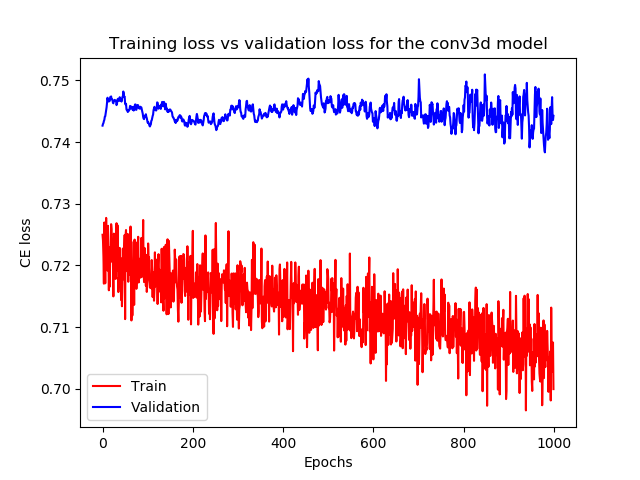 Training loss vs validation loss for the conv3d model
0.75
0.74
0.73
0.72
0.71
0.70
CE loss
Train
Validation
0
200
400
600
800
1000
Epochs